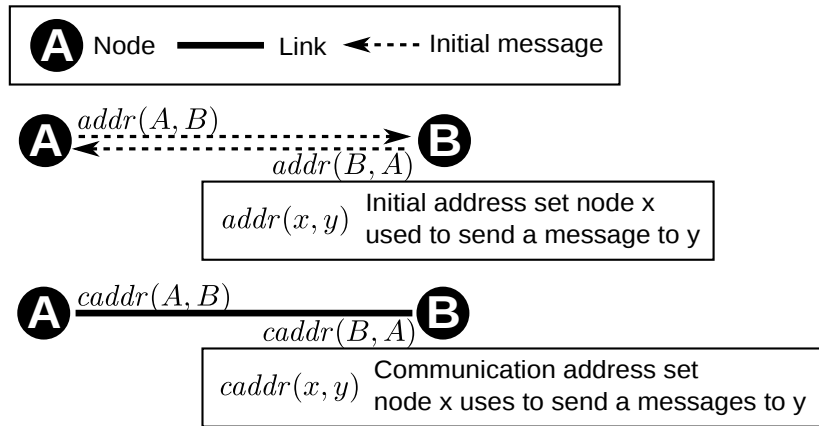 A Node Link Initial message
A addr(A, B) B
addr(B, A)
addr(x, y) Initial address set node x
used to send a message to y
A caddr(A, B) B
caddr(B, A)
caddr(x, y) Communication address set
node x uses to send a messages to y